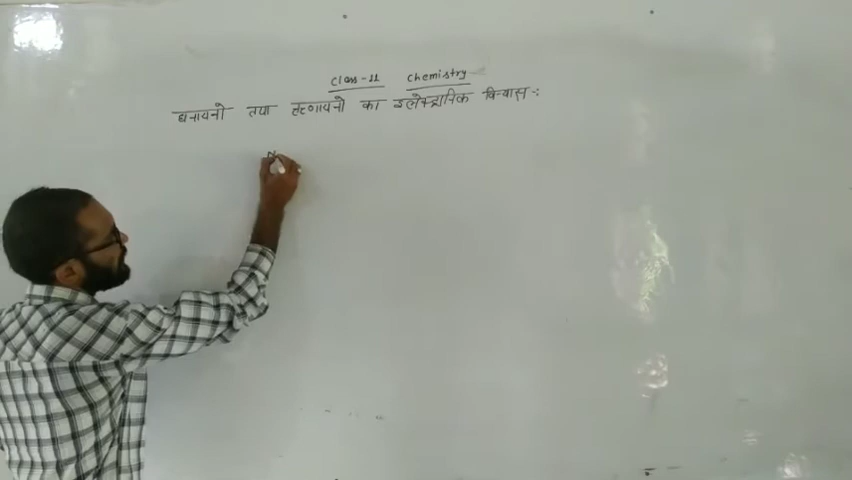 Class-11 Chemistry
धनायनो तथा ऋणायनो का इलेक्ट्रानिक विन्यास -:
N